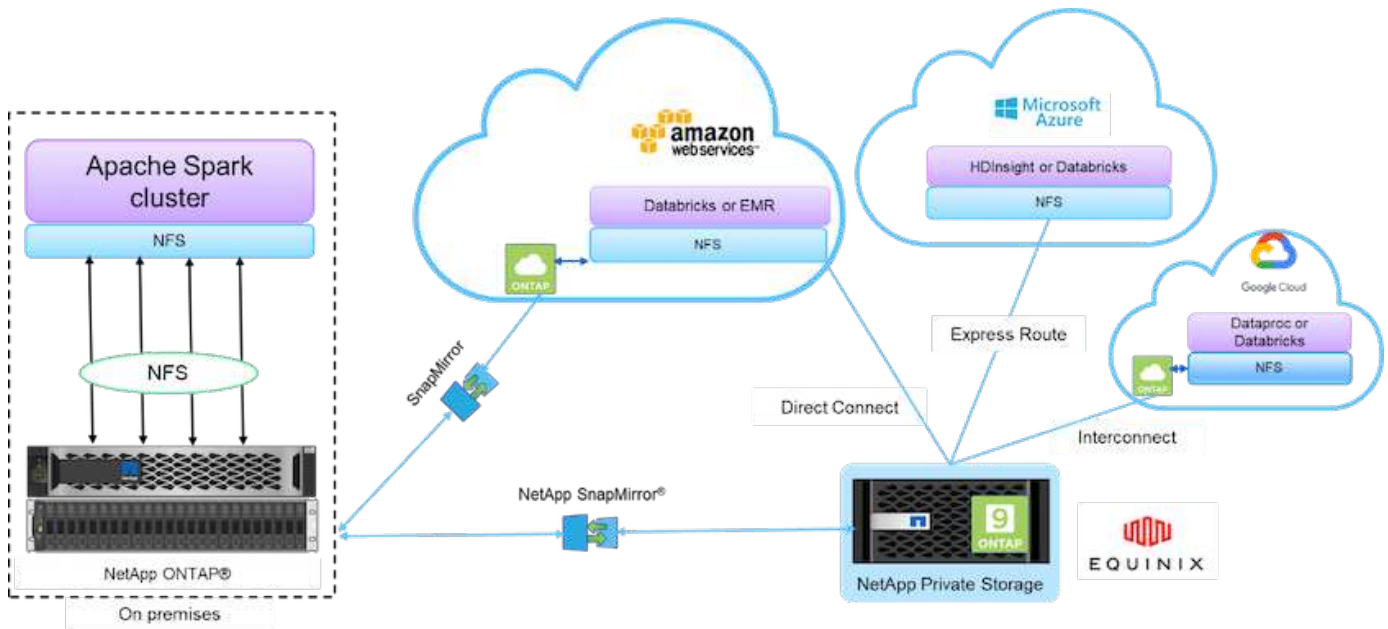 Apache Spark
cluster
NFS
NFS
NetApp ONTAP®
On premises
amazon
webservices™
Databricks or EMR
NFS
ONTAP
SnapMirror
NetApp SnapMirror®
Microsoft
Azure
HDInsight or Databricks
NFS
Express Route
Direct Connect
Google Cloud
Dataproc or
Databricks
NFS
ONTAP
Interconnect
9
ONTAP
NetApp Private Storage
EQUINIX